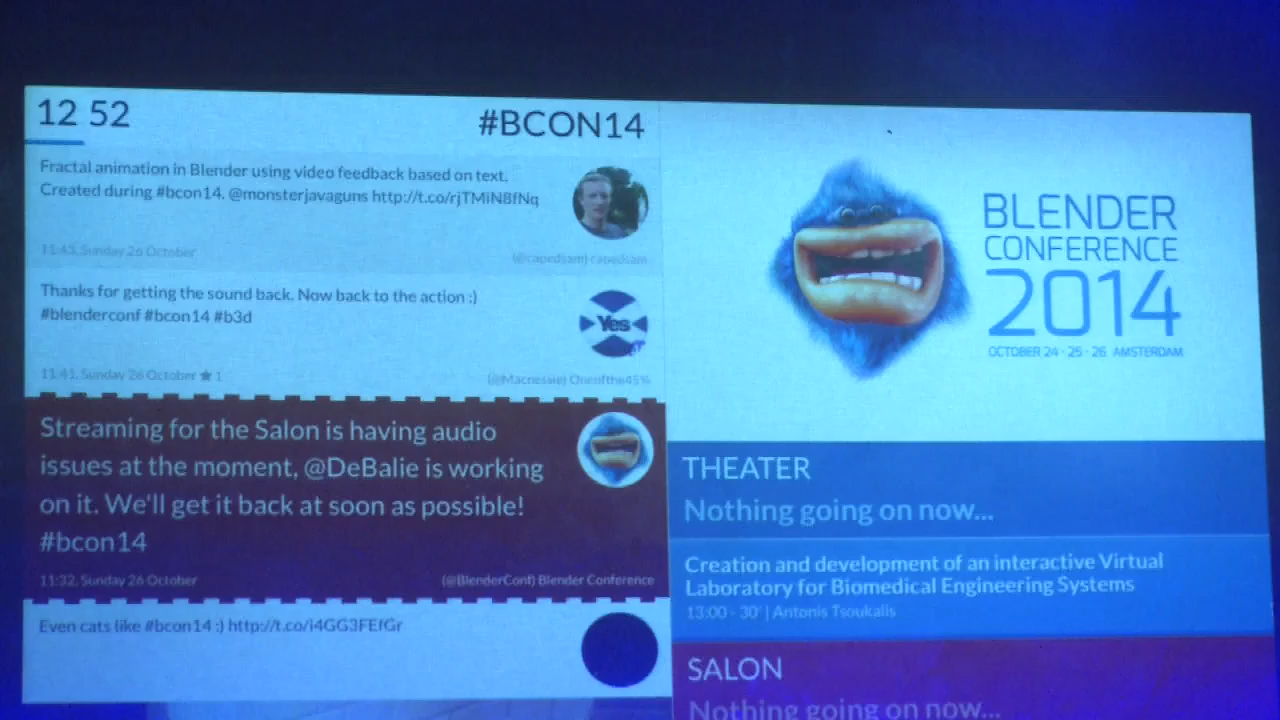 12 52
#BCON14
Fractal animation in Blender using video feedback based on text.
Created during #bcon14. @monsterjavaguns http://t.co/rjTMiN8fNq
11:43, Sunday 26 October
(@capedsam) capedsam
Thanks for getting the sound back. Now back to the action :)
#blenderconf #bcon14 #b3d
Yes
11:41, Sunday 26 October ★ 1
(@Macnessie) Oneofthe45%
Streaming for the Salon is having audio
issues at the moment, @DeBalie is working
on it. We'll get it back at soon as possible!
#bcon14
11:32, Sunday 26 October
(@BlenderConf) Blender Conference
Even cats like #bcon14 :) http://t.co/i4GG3FEfGr
BLENDER
CONFERENCE
2014
OCTOBER 24 · 25 · 26 AMSTERDAM
THEATER
Nothing going on now...
Creation and development of an interactive Virtual
Laboratory for Biomedical Engineering Systems
13:00 - 30' | Antonis Tsoukalis
SALON
Nothing going on now...